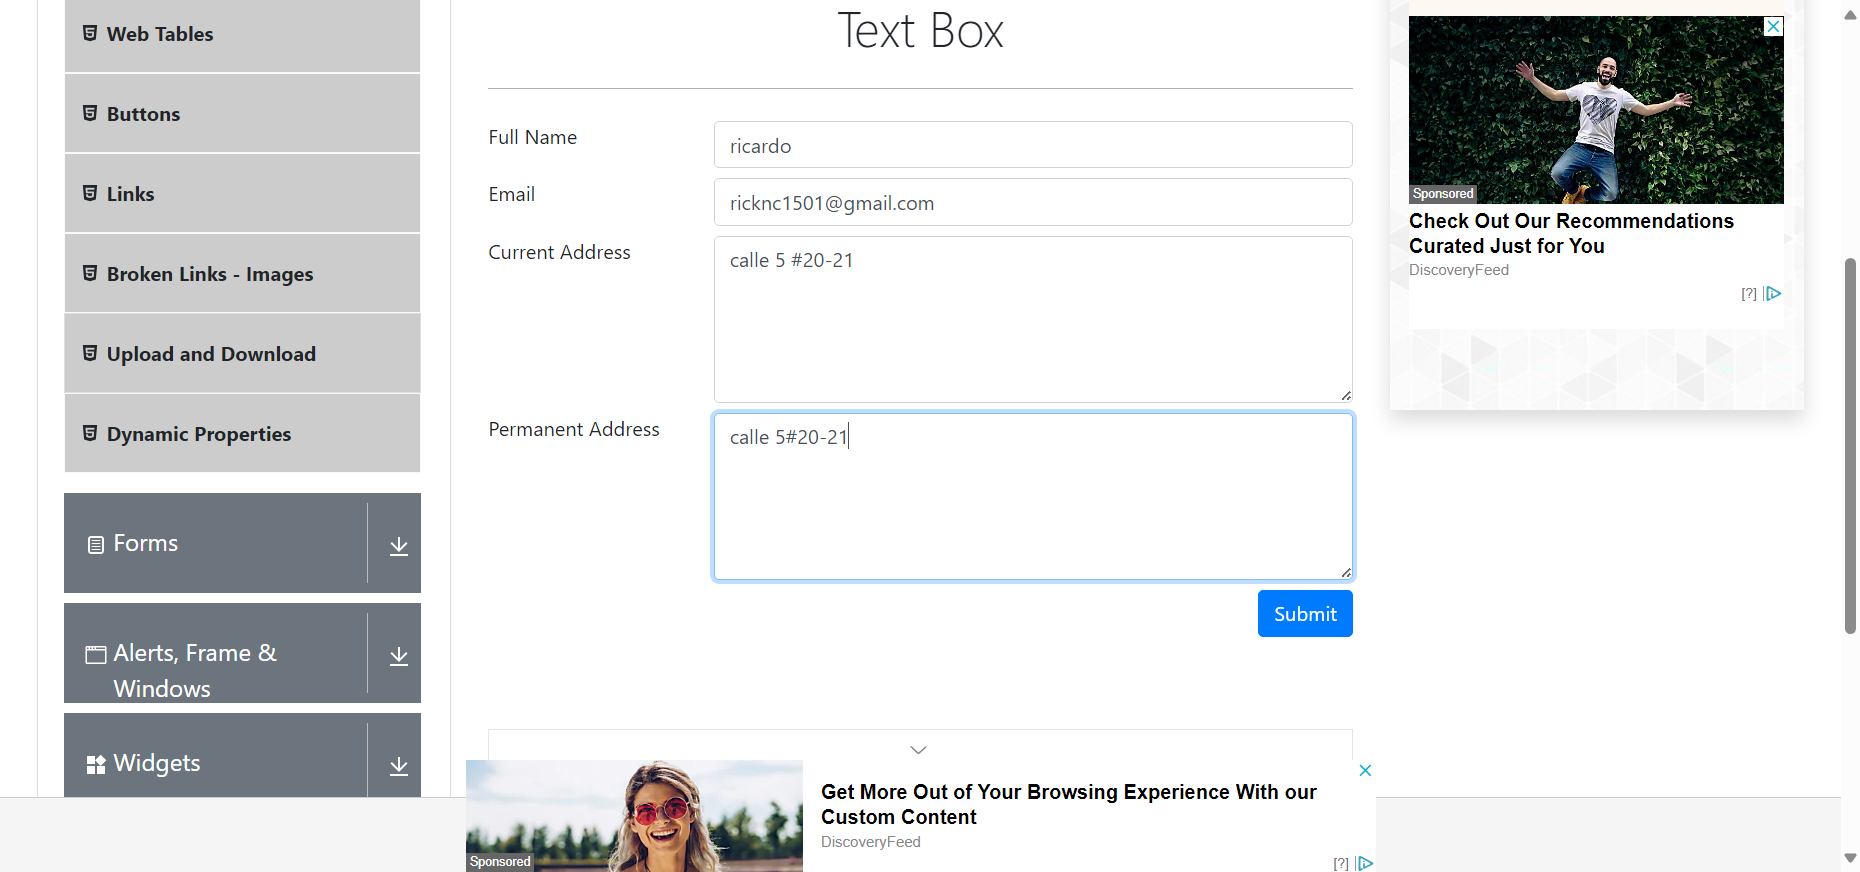 Web Tables
Buttons
Links
Broken Links - Images
Upload and Download
Dynamic Properties
Forms
Alerts, Frame &
Windows
Widgets
Text Box
Full Name
ricardo
Email
ricknc1501@gmail.com
Current Address
calle 5 #20-21
Permanent Address
calle 5#20-21
Submit
Sponsored
Get More Out of Your Browsing Experience With our
Custom Content
DiscoveryFeed
[?]
Sponsored
Check Out Our Recommendations
Curated Just for You
DiscoveryFeed
[?]